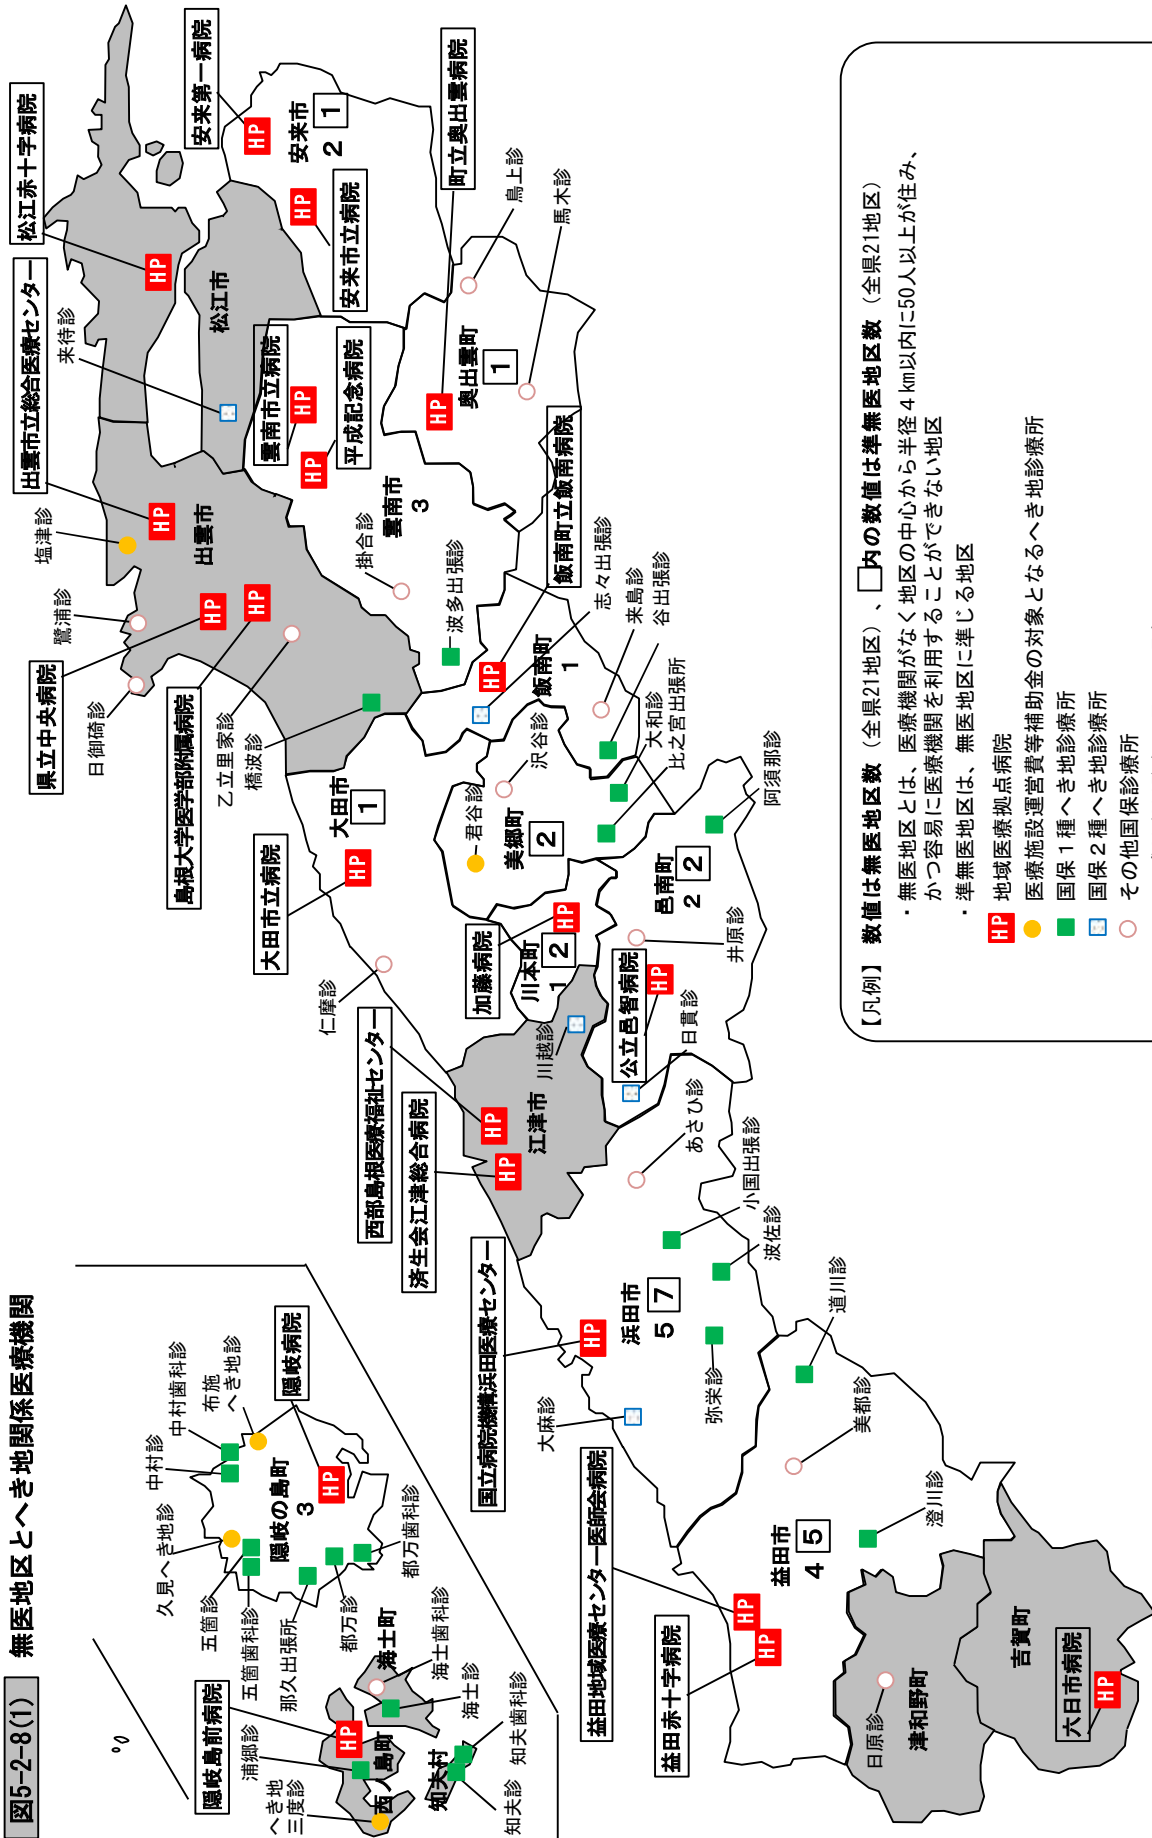 図5-2-8(1)
無医地区とへき地関係医療機関
久見へき地診
中村診
中村歯科診
布施
へき地診
隠岐病院
HP
隠岐の島町
3
五箇診
五箇歯科診
那久出張所
都万診
都万歯科診
隠岐島前病院
HP
浦郷診
へき地
三度診
西ノ島町
海士町
海士歯科診
海士診
知夫村
知夫歯科診
知夫診
松江赤十字病院
HP
松江市
来待診
安来第一病院
HP
安来市
2 1
HP
安来市立病院
出雲市立総合医療センター
HP
塩津診
鷺浦診
日御碕診
出雲市
県立中央病院
HP
島根大学医学部附属病院
HP
乙立里家診
橋波診
雲南市立病院
HP
平成記念病院
HP
雲南市
3
掛合診
波多出張診
町立奥出雲病院
HP
奥出雲町
1
鳥上診
馬木診
飯南町立飯南病院
HP
飯南町
1
志々出張診
来島診
谷出張診
大田市立病院
HP
大田市
1
仁摩診
君谷診
沢谷診
美郷町
2
大和診
比之宮出張所
加藤病院
HP
川本町
1 2
邑南町
2 2
阿須那診
井原診
公立邑智病院
HP
日貫診
西部島根医療福祉センター
HP
済生会江津総合病院
HP
江津市
川越診
国立病院機構浜田医療センター
HP
浜田市
5 7
あさひ診
小国出張診
波佐診
弥栄診
大麻診
益田地域医療センター医師会病院
HP
益田赤十字病院
HP
益田市
4 5
道川診
美都診
澄川診
津和野町
日原診
吉賀町
六日市病院
HP
【凡例】 数値は無医地区数（全県21地区）、□内の数値は準無医地区数（全県21地区）
・無医地区とは、医療機関がなく地区の中心から半径４km以内に50人以上が住み、
かつ容易に医療機関を利用することができない地区
・準無医地区は、無医地区に準じる地区
HP 地域医療拠点病院
医療施設運営費等補助金の対象となるへき地診療所
国保１種へき地診療所
国保２種へき地診療所
その他国保診療所